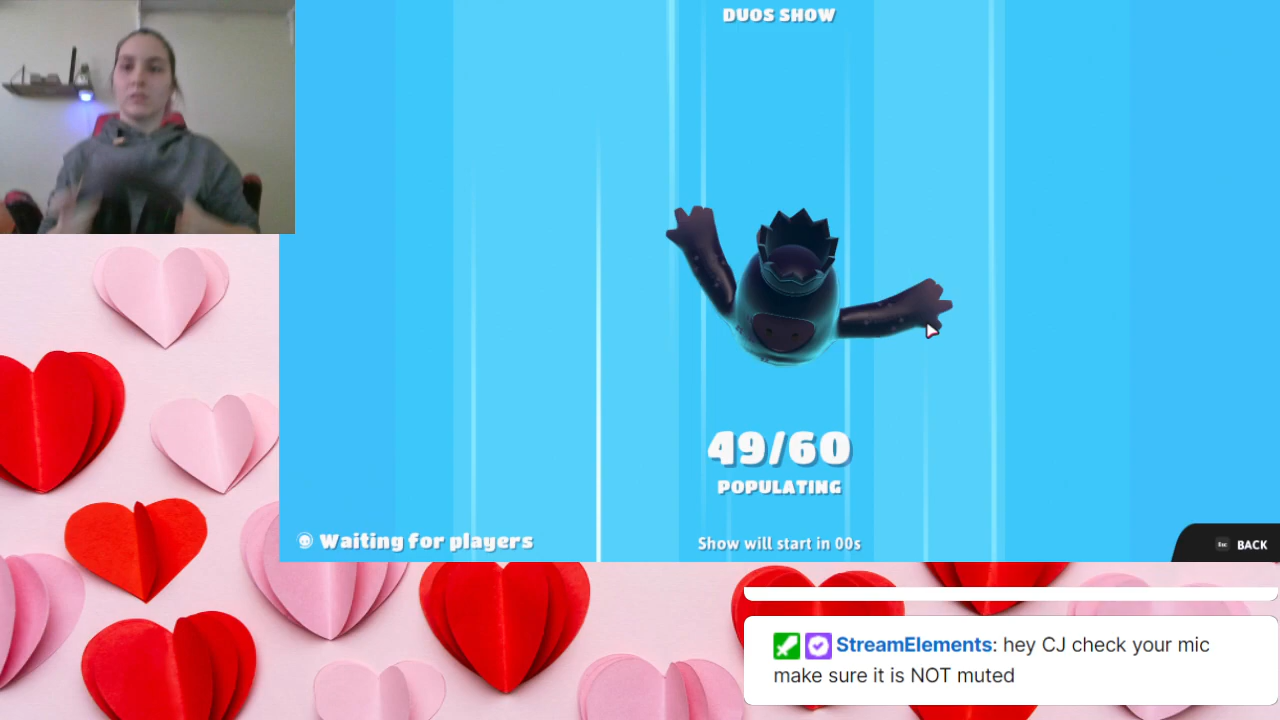 DUOS SHOW
49/60
POPULATING
Waiting for players
Show will start in 00s
Esc BACK
StreamElements: hey CJ check your mic
make sure it is NOT muted